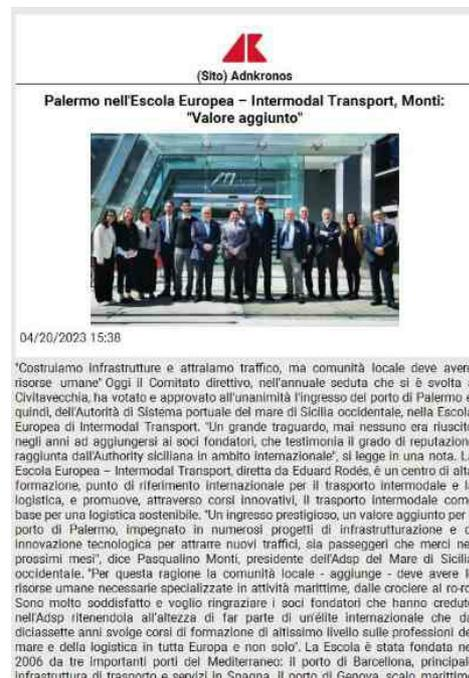 (Sito) Adnkronos
Palermo nell'Escola Europea – Intermodal Transport, Monti:
"Valore aggiunto"
04/20/2023 15:38
"Costruiamo infrastrutture e attraiamo traffico, ma comunità locale deve avere
risorse umane" Oggi il Comitato direttivo, nell'annuale seduta che si è svolta a
Civitavecchia, ha votato e approvato all'unanimità l'ingresso del porto di Palermo e
quindi, dell'Autorità di Sistema portuale del mare di Sicilia occidentale, nella Escola
Europea di Intermodal Transport. "Un grande traguardo, mai nessuno era riuscito
negli anni ad aggiungersi ai soci fondatori, che testimonia il grado di reputazione
raggiunta dall'Authority siciliana in ambito internazionale", si legge in una nota. La
Escola Europea – Intermodal Transport, diretta da Eduard Rodés, è un centro di alta
formazione, punto di riferimento internazionale per il trasporto intermodale e la
logistica, e promuove, attraverso corsi innovativi, il trasporto intermodale come
base per una logistica sostenibile. "Un ingresso prestigioso, un valore aggiunto per il
porto di Palermo, impegnato in numerosi progetti di infrastrutturazione e di
innovazione tecnologica per attrarre nuovi traffici, sia passeggeri che merci nei
prossimi mesi", dice Pasqualino Monti, presidente dell'Adsp del Mare di Sicilia
occidentale. "Per questa ragione la comunità locale - aggiunge - deve avere le
risorse umane necessarie specializzate in attività marittime, dalle crociere al ro-ro.
Sono molto soddisfatto e voglio ringraziare i soci fondatori che hanno creduto
nell'Adsp ritenendola all'altezza di far parte di un'élite internazionale che da
diciassette anni svolge corsi di formazione di altissimo livello sulle professioni del
mare e della logistica in tutta Europa e non solo". La Escola è stata fondata nel
2006 da tre importanti porti del Mediterraneo: il porto di Barcellona, principale
infrastruttura di trasporto e servizi in Spagna, il porto di Genova, scalo marittimo